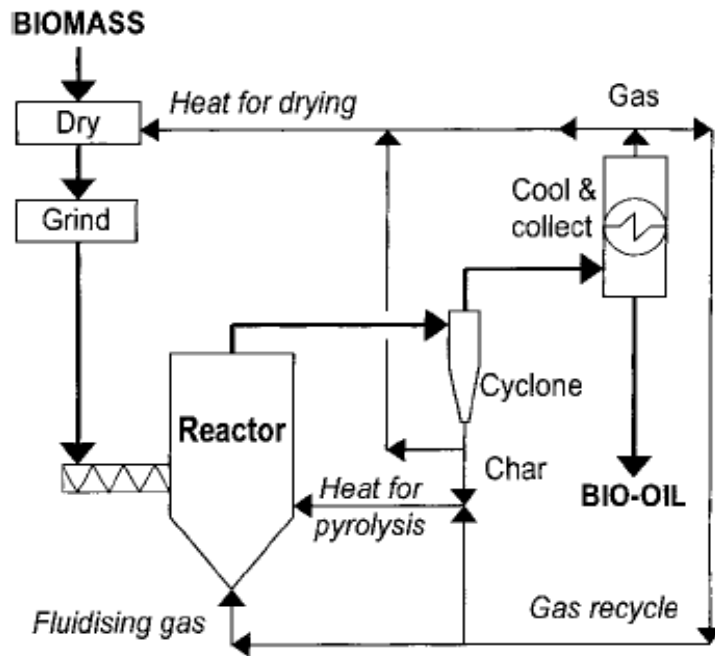 BIOMASS
Heat for drying
Gas
Dry
Cool &
collect
Grind
Cyclone
Reactor
Char
Heat for
pyrolysis
BIO-OIL
Fluidising gas
Gas recycle